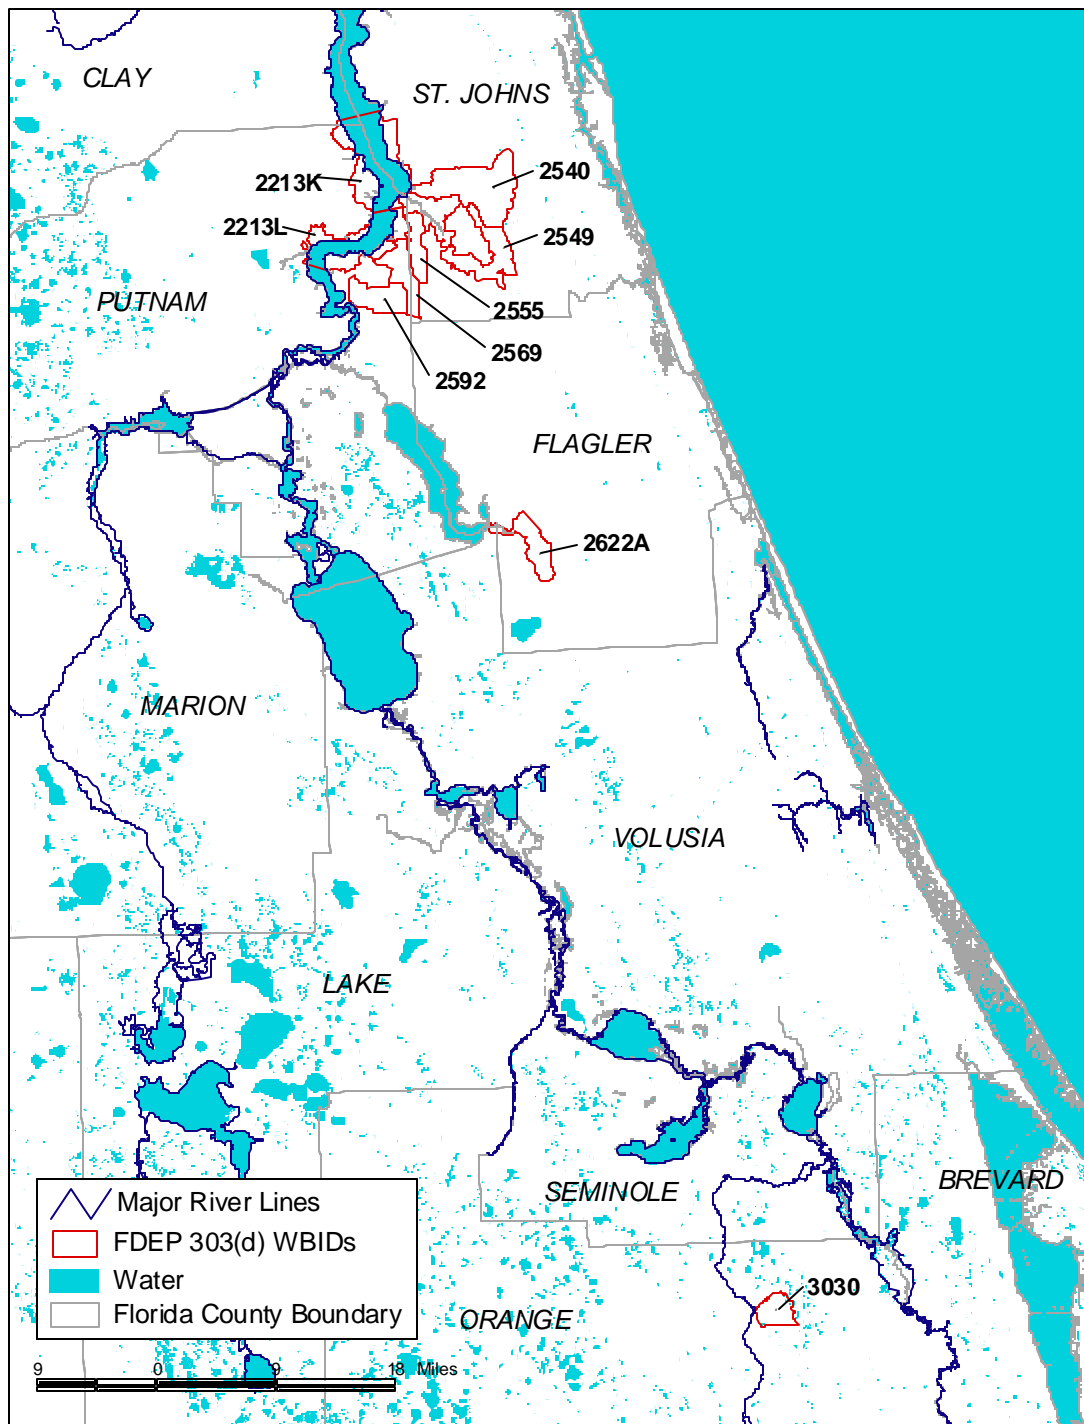 CLAY
ST. JOHNS
2540
2213K
2213L
2549
PUTNAM
2555
2569
2592
FLAGLER
2622A
MARION
VOLUSIA
LAKE
SEMINOLE
BREVARD
Major River Lines
FDEP 303(d) WBIDs
Water
Florida County Boundary
3030
ORANGE
9 0 9 18 Miles